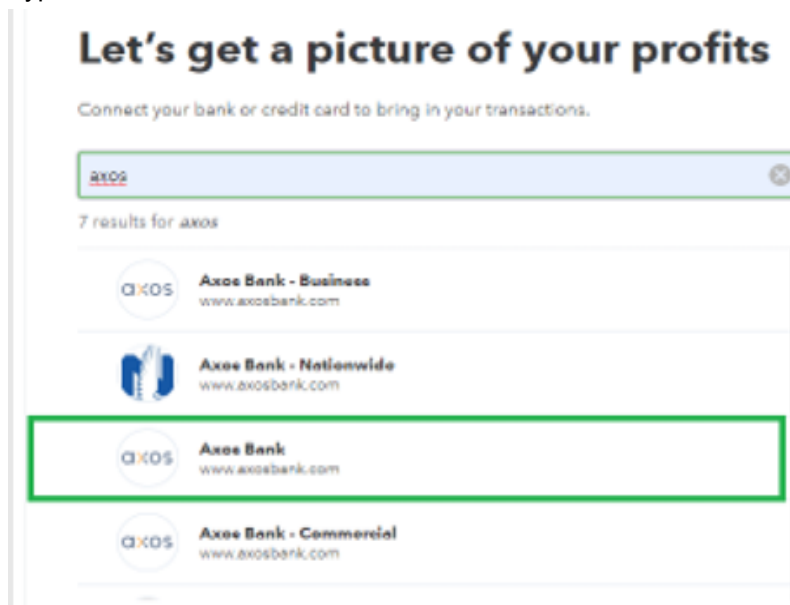 Let's get a picture of your profits
Connect your bank or credit card to bring in your transactions.
axos
7 results for axos
axos
Axos Bank - Business
www.axosbank.com
Axos Bank - Nationwide
www.axosbank.com
axos
Axos Bank
www.axosbank.com
axos
Axos Bank - Commercial
www.axosbank.com